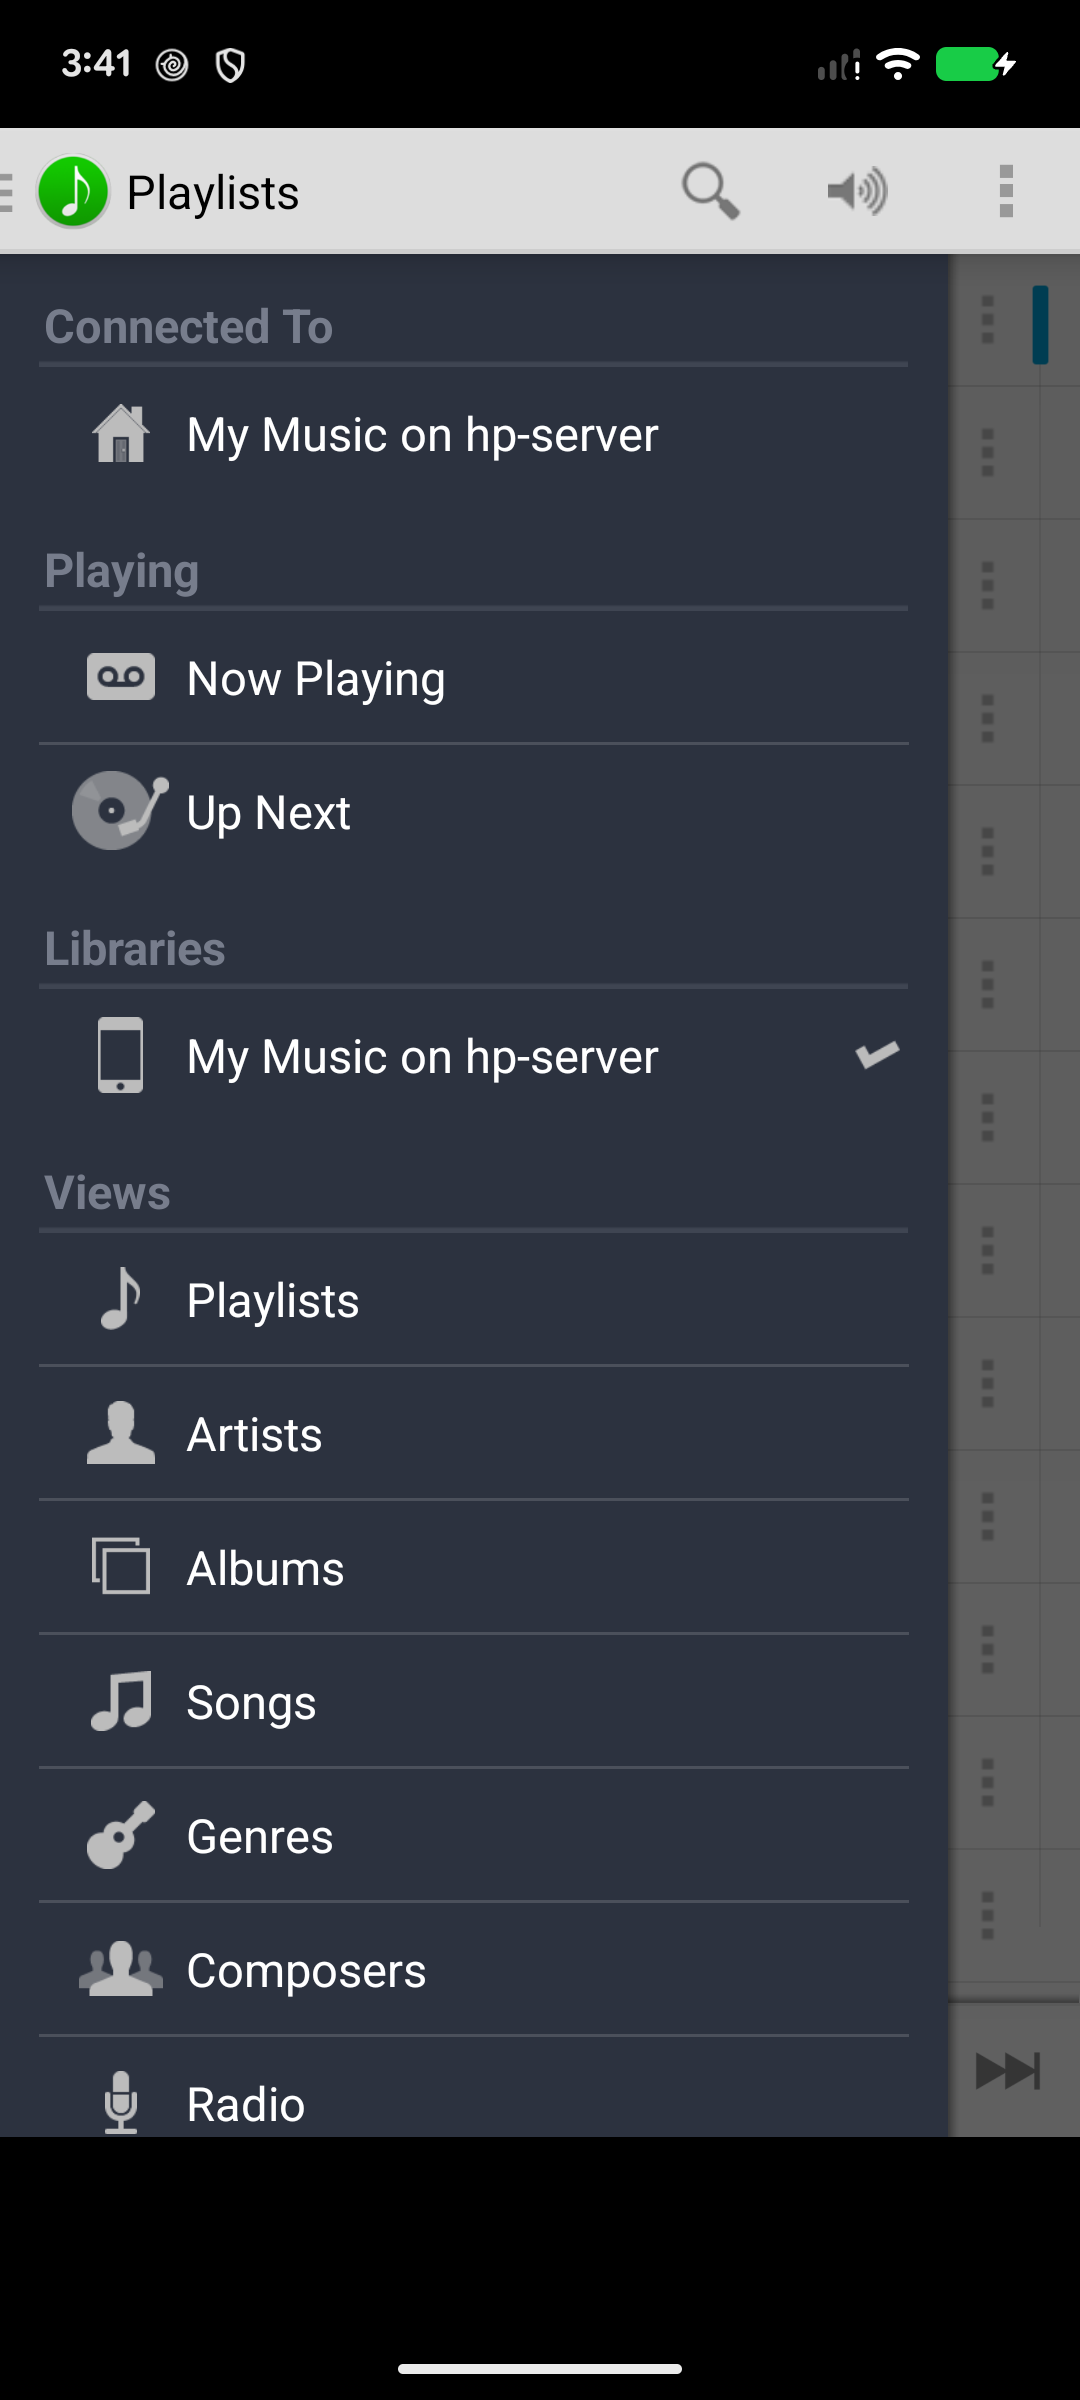 3:41
Playlists
Connected To
My Music on hp-server
Playing
Now Playing
Up Next
Libraries
My Music on hp-server
Views
Playlists
Artists
Albums
Songs
Genres
Composers
Radio